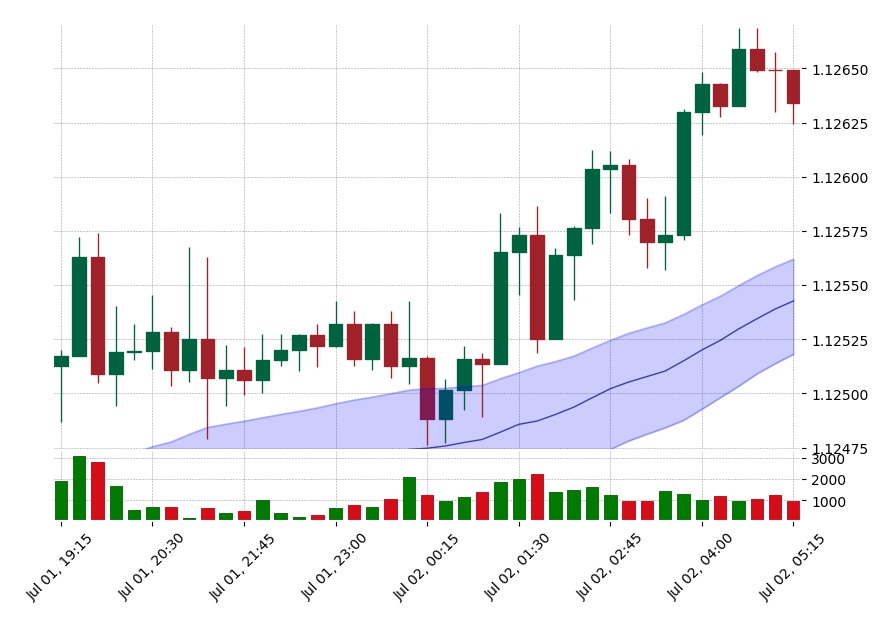 1.12650
1.12625
1.12600
1.12575
1.12550
1.12525
1.12500
1.12475
3000
2000
1000
Jul 01, 19:15
Jul 01, 20:30
Jul 01, 21:45
Jul 01, 23:00
Jul 02, 00:15
Jul 02, 01:30
Jul 02, 02:45
Jul 02, 04:00
Jul 02, 05:15